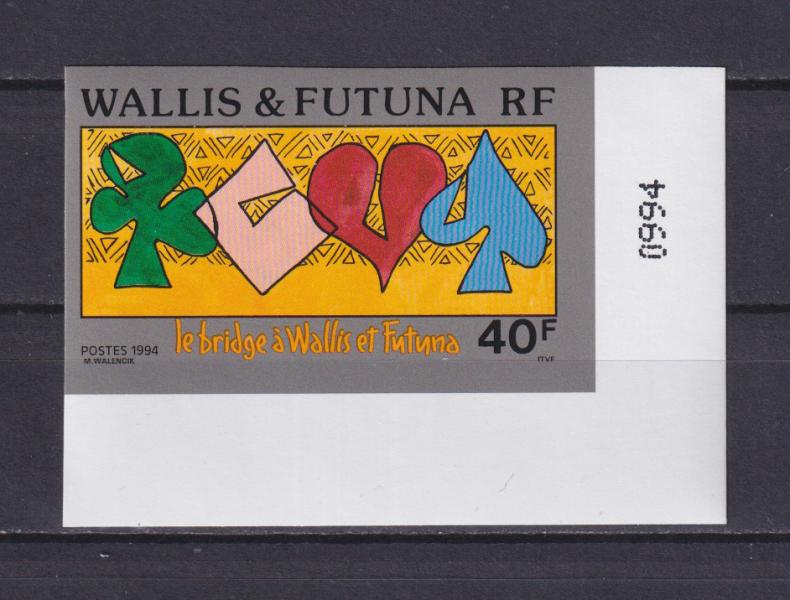 WALLIS & FUTUNA RF
le bridge à Wallis et Futuna
40F
POSTES 1994
M.WALENCIK
ITVF
0994